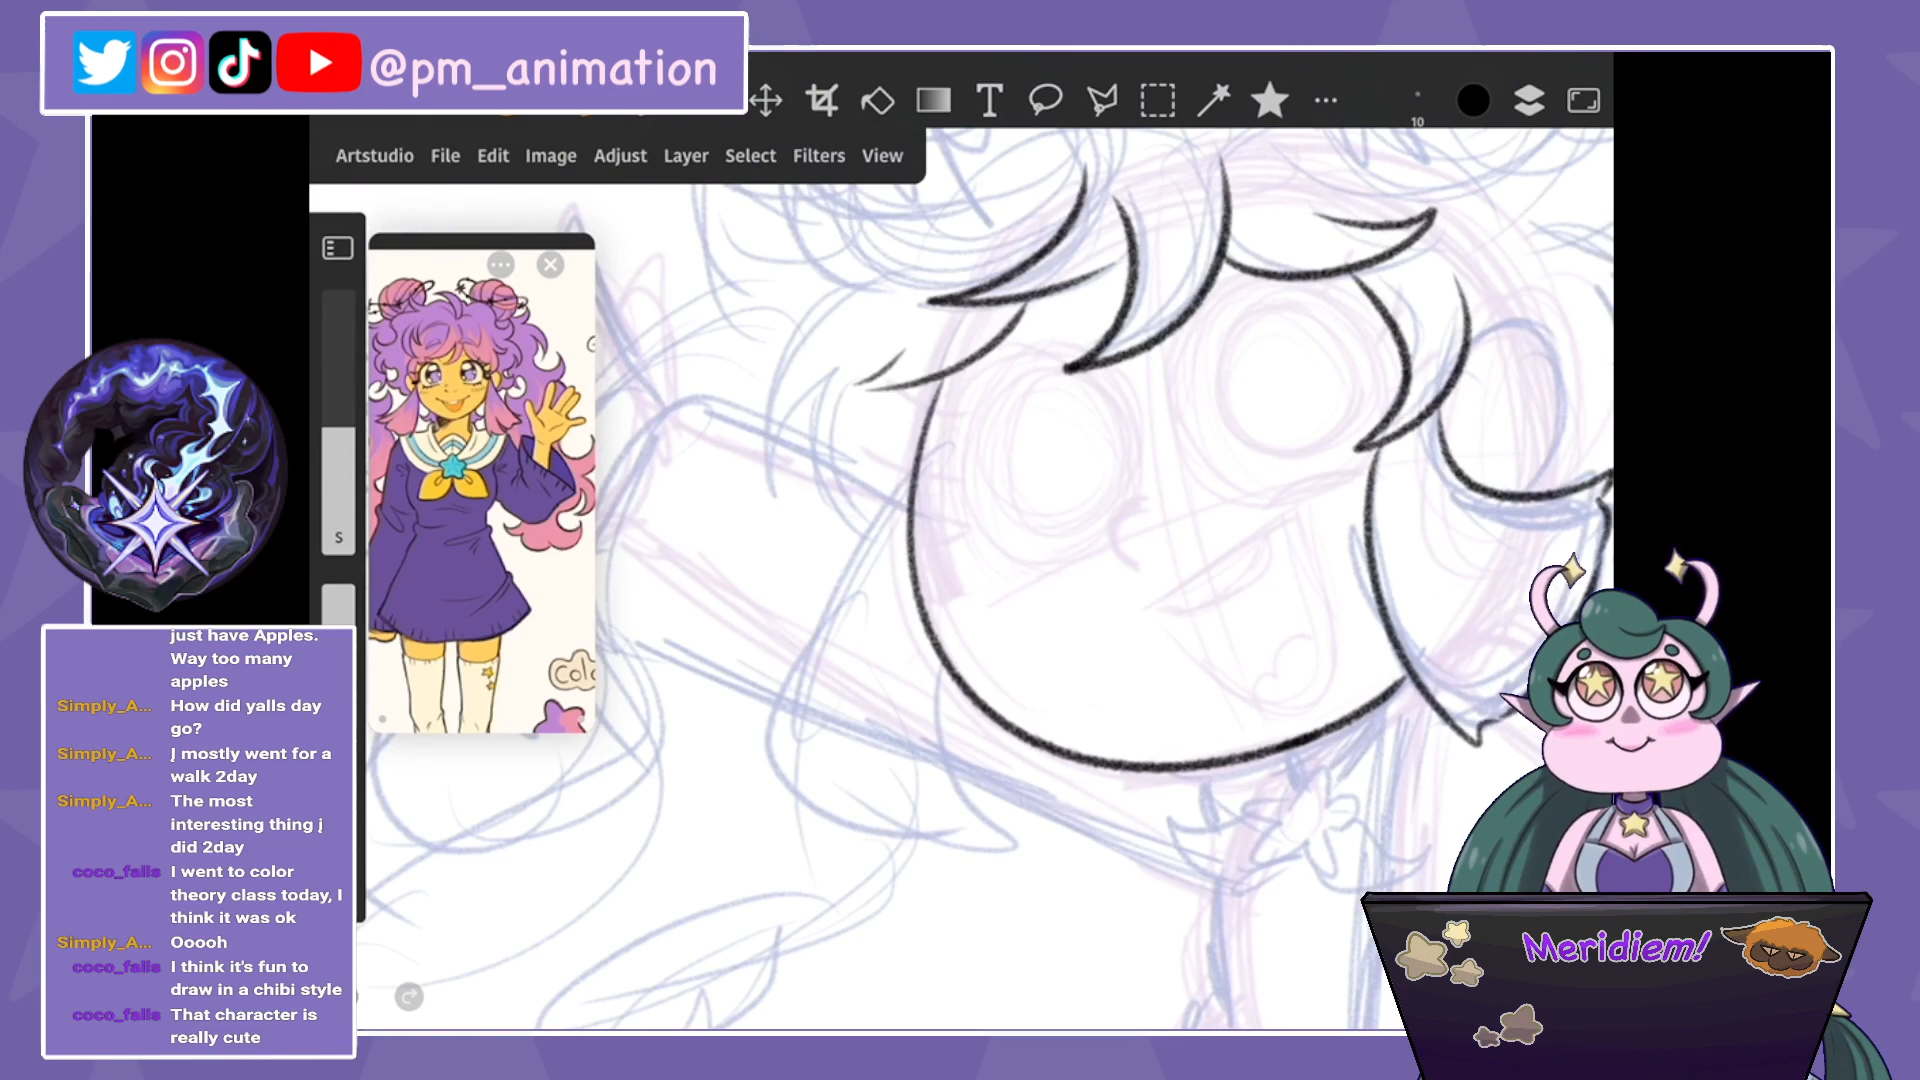 @pm_animation
10
Artstudio File Edit Image Adjust Layer Select Filters View
S
just have Apples.
Way too many
apples
Simply_A... How did yalls day
go?
Simply_A... Į mostly went for a
walk 2day
Simply_A... The most
interesting thing į
did 2day
coco_falls I went to color
theory class today, I
think it was ok
Simply_A... Ooooh
coco_falls I think it's fun to
draw in a chibi style
coco_falls That character is
really cute
Meridiem!